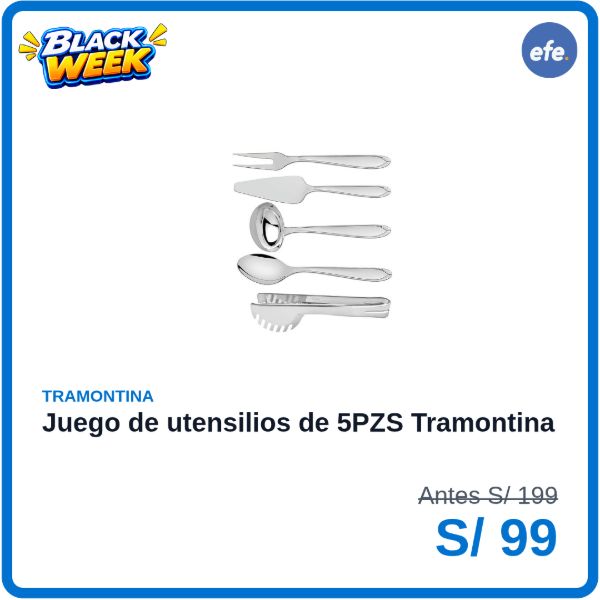 BLACK
WEEK
efe.
TRAMONTINA
Juego de utensilios de 5PZS Tramontina
Antes S/ 199
S/ 99